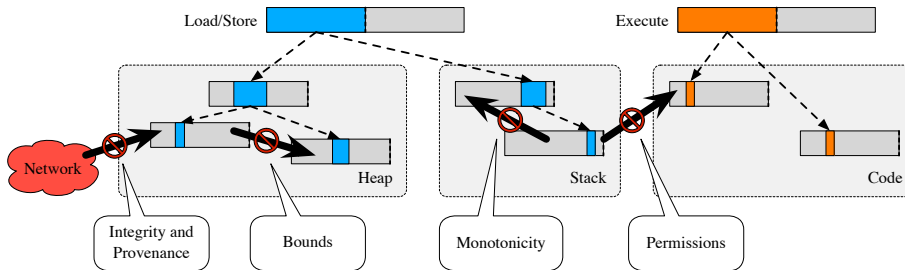 Load/Store
Execute
Network
Heap
Stack
Code
Integrity and
Provenance
Bounds
Monotonicity
Permissions